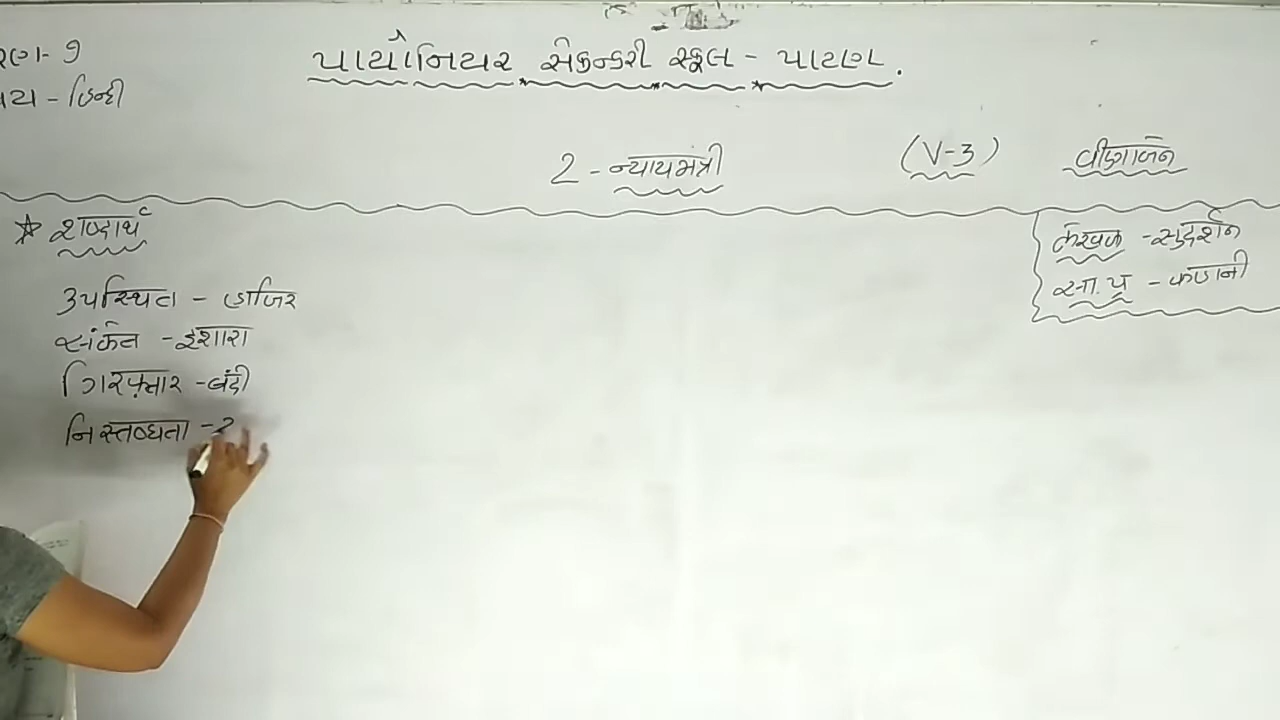 રણ- 9
પાયોનિયર સેકન્ડરી સ્કૂલ - પાટણ.
ષય - હિન્દી
2 - न्यायमंत्री (V-3)
★ शब्दार्थ
लेखक - सुदर्शन
सा.प्र - कहानी
उपस्थित - हाजिर
संकेत - इशारा
गिरफ़्तार - बंदी
निस्तब्धता -